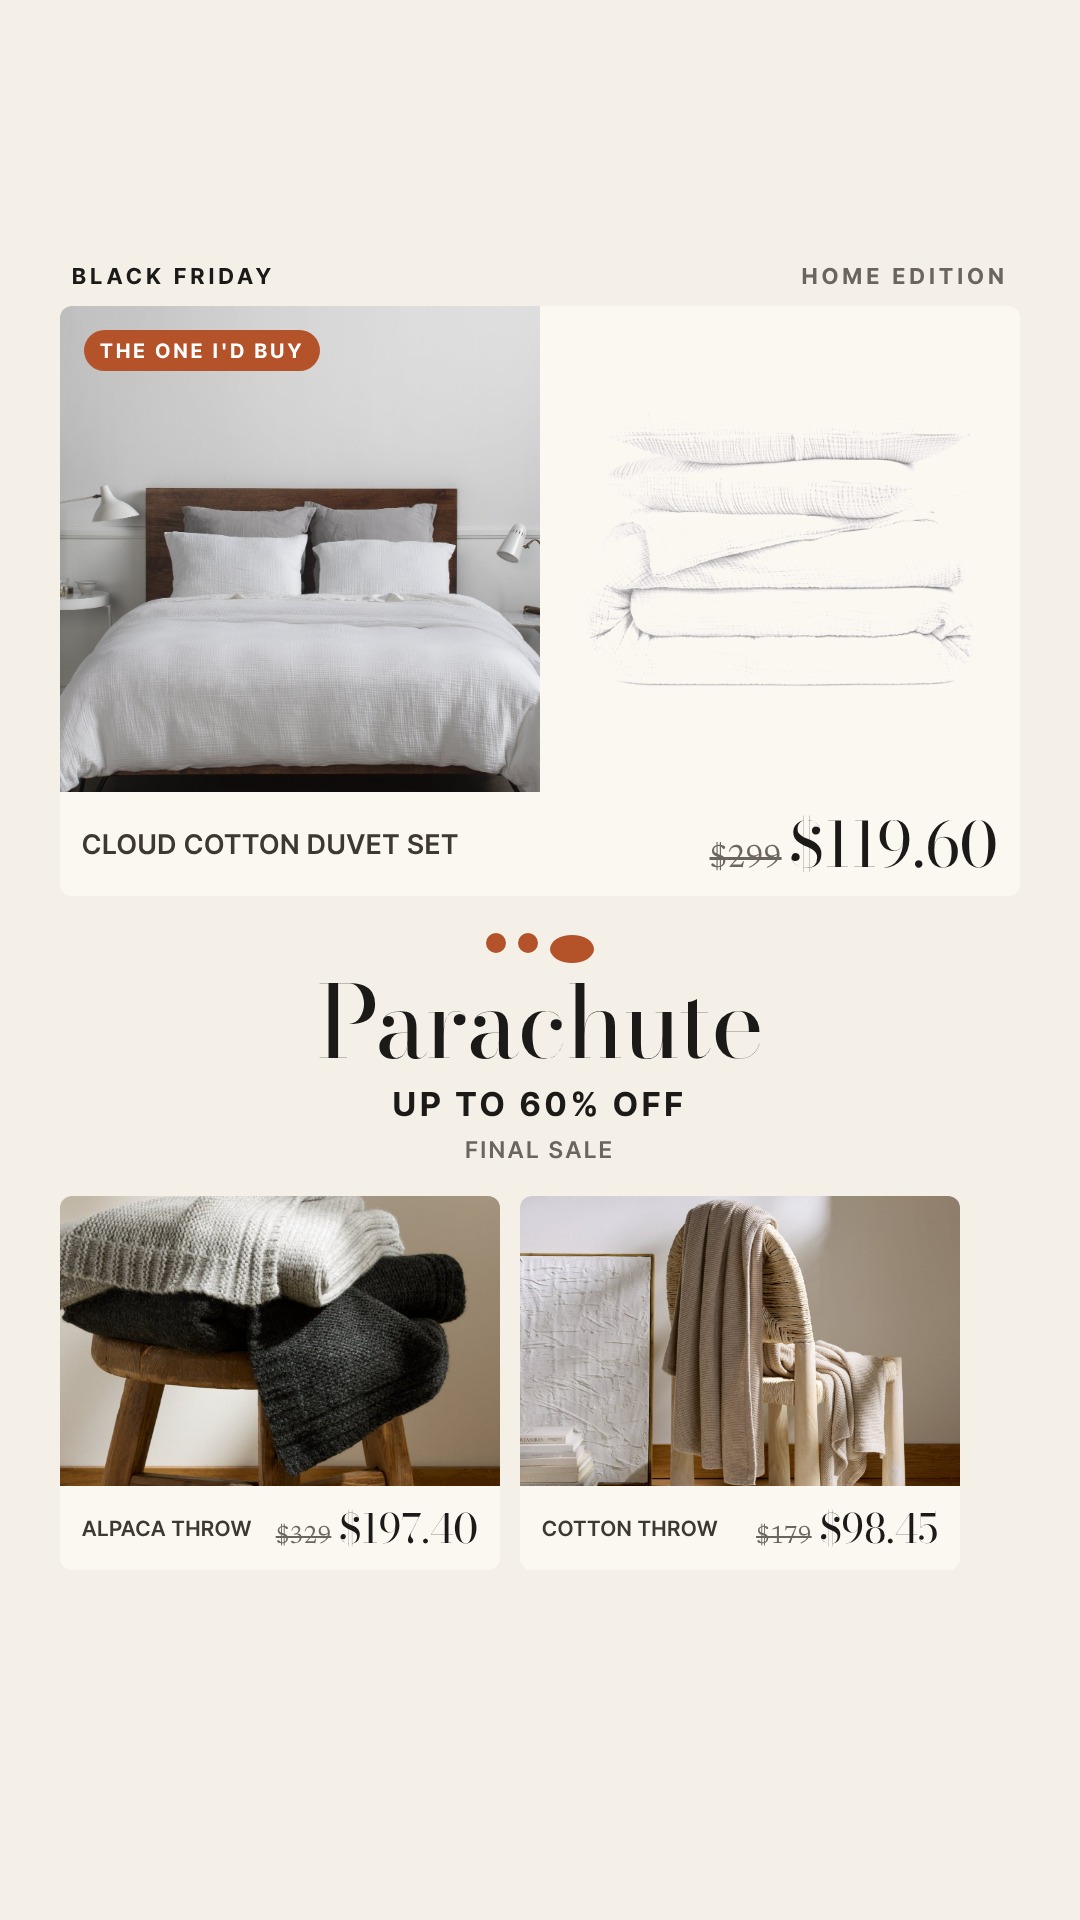 BLACK FRIDAY
HOME EDITION
THE ONE I'D BUY
CLOUD COTTON DUVET SET
$299 $119.60
Parachute
UP TO 60% OFF
FINAL SALE
ALPACA THROW $329 $197.40
COTTON THROW $179 $98.45